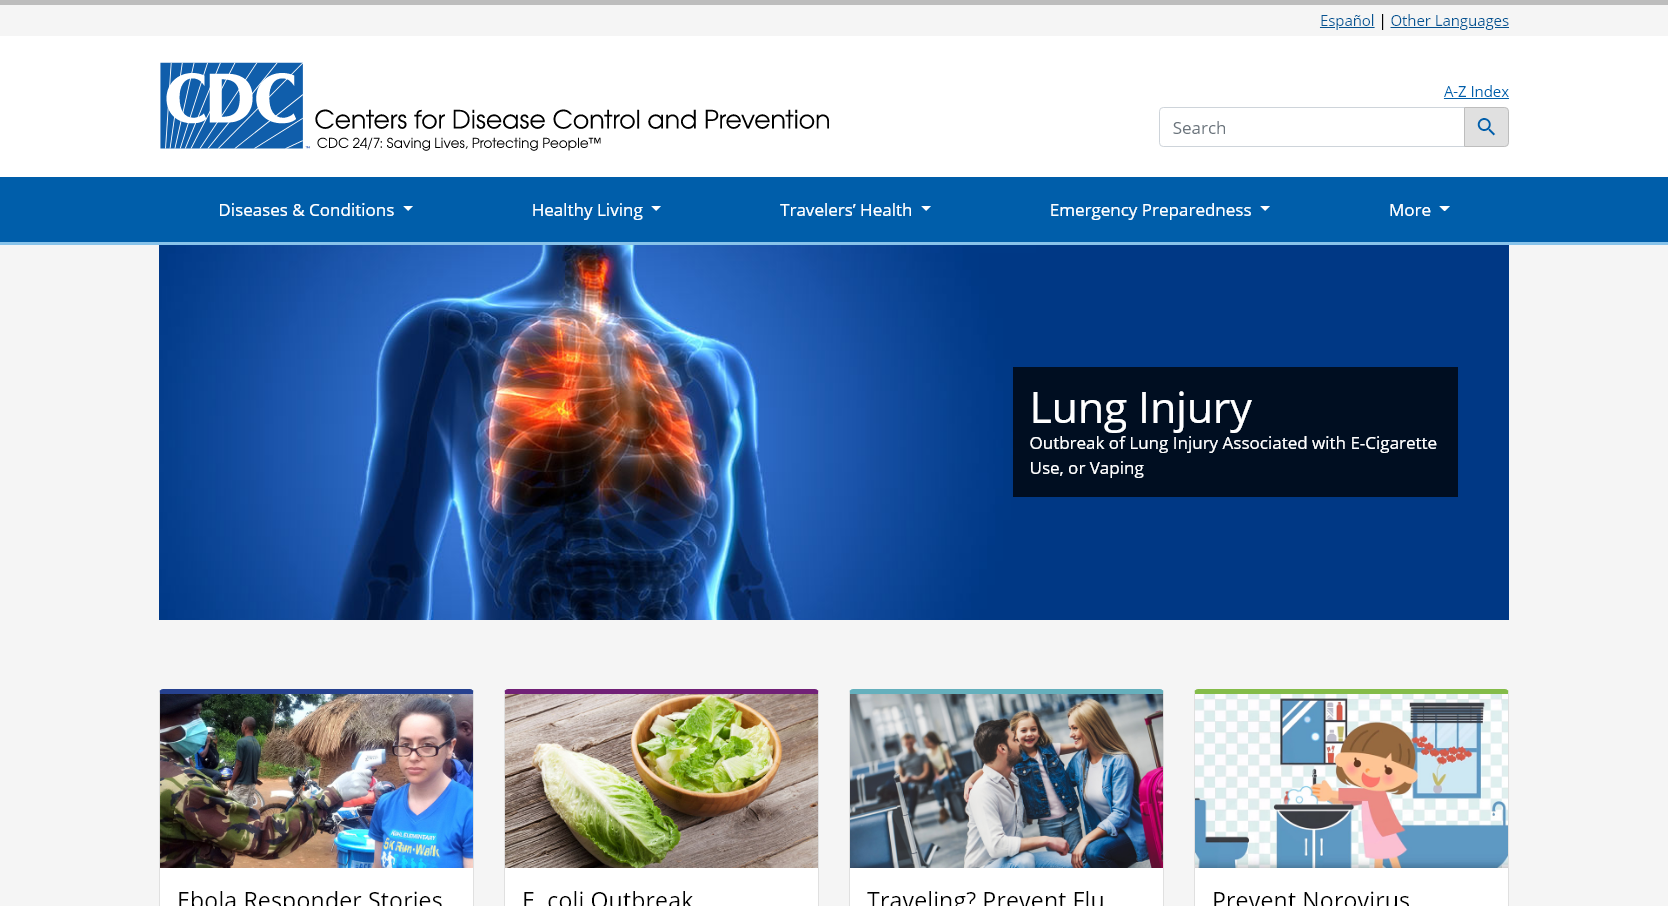 Español | Other Languages
CDC
Centers for Disease Control and Prevention
CDC 24/7: Saving Lives, Protecting People™
A-Z Index
Search
Diseases & Conditions
Healthy Living
Travelers’ Health
Emergency Preparedness
More
Lung Injury
Outbreak of Lung Injury Associated with E-Cigarette
Use, or Vaping
5K Run•Walk
Ebola Responder Stories
E. coli Outbreak
Traveling? Prevent Flu
Prevent Norovirus